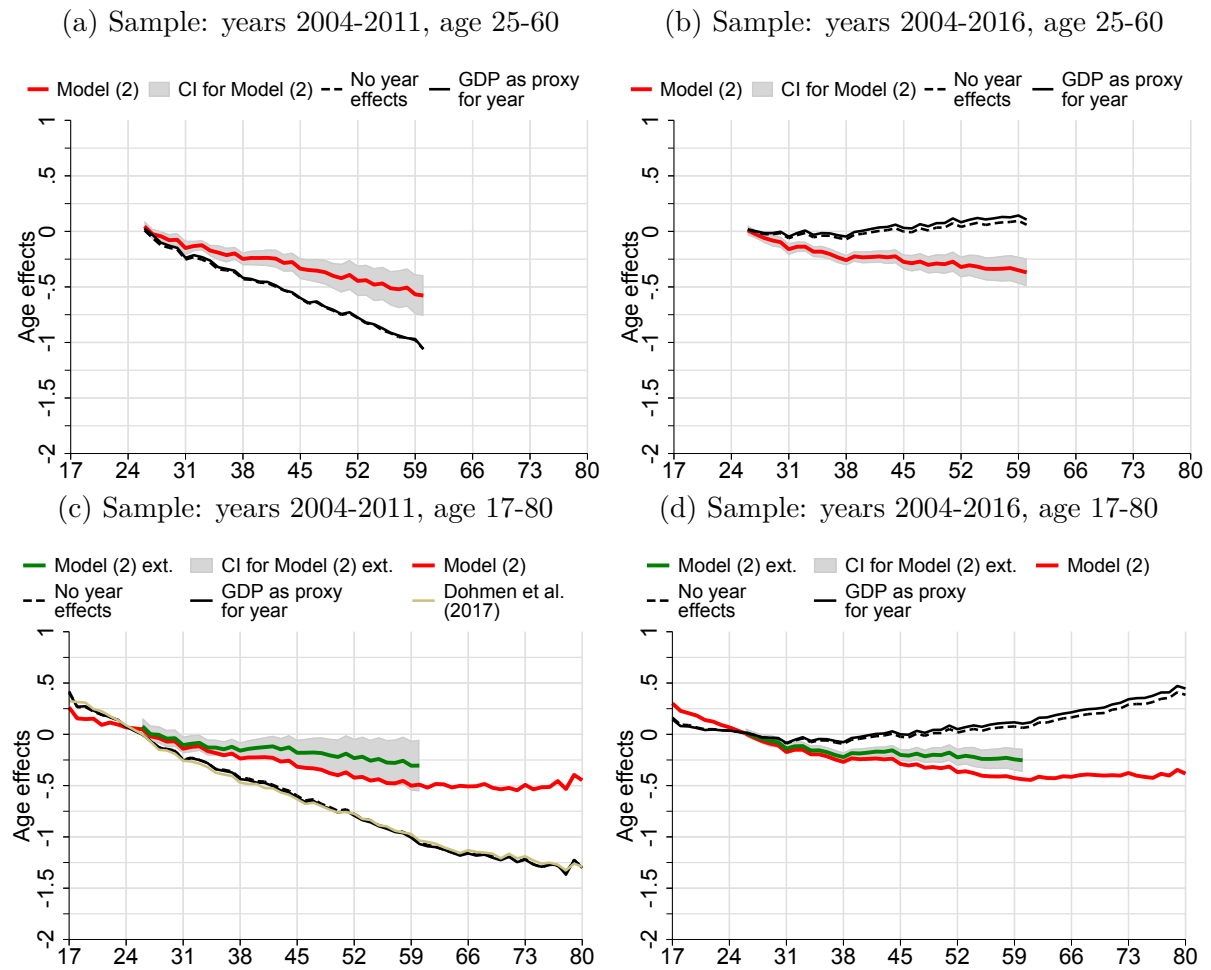 (a) Sample: years 2004-2011, age 25-60
Model (2) CI for Model (2) No year effects GDP as proxy for year
Age effects
1
.5
0
-.5
-1
-1.5
-2
17 24 31 38 45 52 59 66 73 80
(b) Sample: years 2004-2016, age 25-60
Model (2) CI for Model (2) No year effects GDP as proxy for year
Age effects
1
.5
0
-.5
-1
-1.5
-2
17 24 31 38 45 52 59 66 73 80
(c) Sample: years 2004-2011, age 17-80
Model (2) ext. CI for Model (2) ext. Model (2)
No year effects GDP as proxy for year Dohmen et al. (2017)
Age effects
1
.5
0
-.5
-1
-1.5
-2
17 24 31 38 45 52 59 66 73 80
(d) Sample: years 2004-2016, age 17-80
Model (2) ext. CI for Model (2) ext. Model (2)
No year effects GDP as proxy for year
Age effects
1
.5
0
-.5
-1
-1.5
-2
17 24 31 38 45 52 59 66 73 80